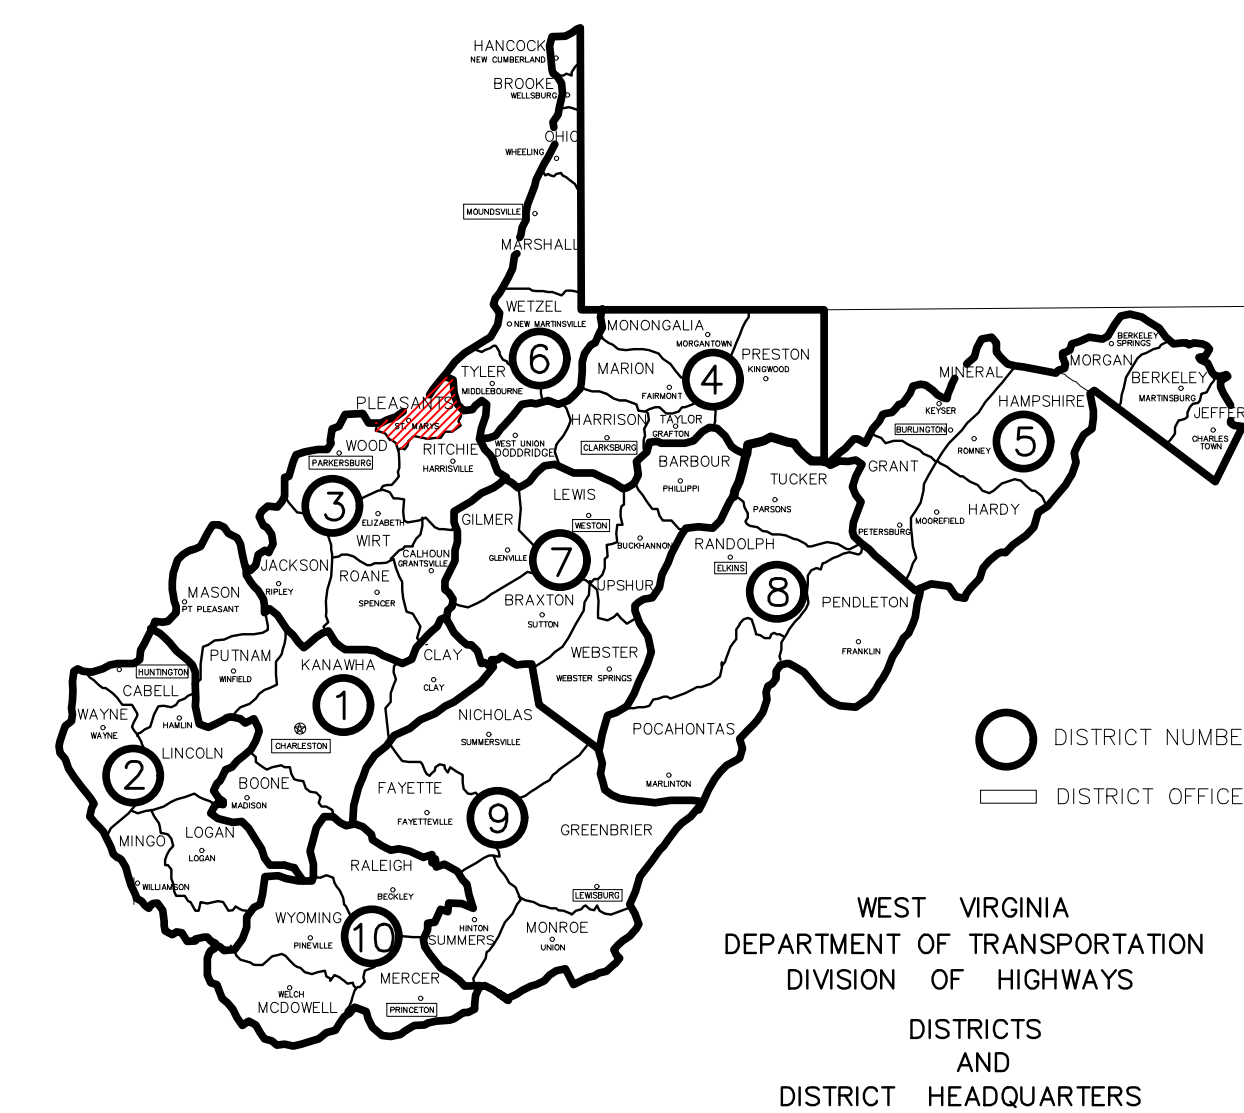 HANCOCK
NEW CUMBERLAND
BROOKE
WELLSBURG
OHIO
WHEELING
MOUNDSVILLE
MARSHALL
WETZEL
NEW MARTINSVILLE
6
TYLER
MIDDLEBOURNE
MONONGALIA
MORGANTOWN
MARION
FAIRMONT
4
PRESTON
KINGWOOD
PLEASANTS
ST MARYS
HARRISON
CLARKSBURG
TAYLOR
GRAFTON
WEST UNION
DODDRIDGE
BERKELEY
SPRINGS
MORGAN
BERKELEY
MARTINSBURG
JEFFER
CHARLES
TOWN
MINERAL
KEYSER
BURLINGTON
HAMPSHIRE
ROMNEY
5
WOOD
PARKERSBURG
RITCHIE
HARRISVILLE
BARBOUR
PHILLIPPI
TUCKER
PARSONS
GRANT
PETERSBURG
MOOREFIELD
HARDY
3
ELIZABETH
WIRT
CALHOUN
GRANTSVILLE
GILMER
GLENVILLE
LEWIS
WESTON
7
BUCKHANNON
UPSHUR
RANDOLPH
ELKINS
8
PENDLETON
FRANKLIN
JACKSON
RIPLEY
ROANE
SPENCER
BRAXTON
SUTTON
MASON
PT PLEASANT
WEBSTER
WEBSTER SPRINGS
PUTNAM
WINFIELD
KANAWHA
1
CHARLESTON
CLAY
CLAY
HUNTINGTON
CABELL
WAYNE
WAYNE
HAMLIN
LINCOLN
2
NICHOLAS
SUMMERSVILLE
POCAHONTAS
MARLINTON
BOONE
MADISON
FAYETTE
FAYETTEVILLE
9
GREENBRIER
LEWISBURG
MINGO
WILLIAMSON
LOGAN
LOGAN
RALEIGH
BECKLEY
WYOMING
PINEVILLE
10
HINTON
SUMMERS
MONROE
UNION
MERCER
PRINCETON
WELCH
MCDOWELL
DISTRICT NUMBE
DISTRICT OFFICE
WEST VIRGINIA
DEPARTMENT OF TRANSPORTATION
DIVISION OF HIGHWAYS
DISTRICTS
AND
DISTRICT HEADQUARTERS